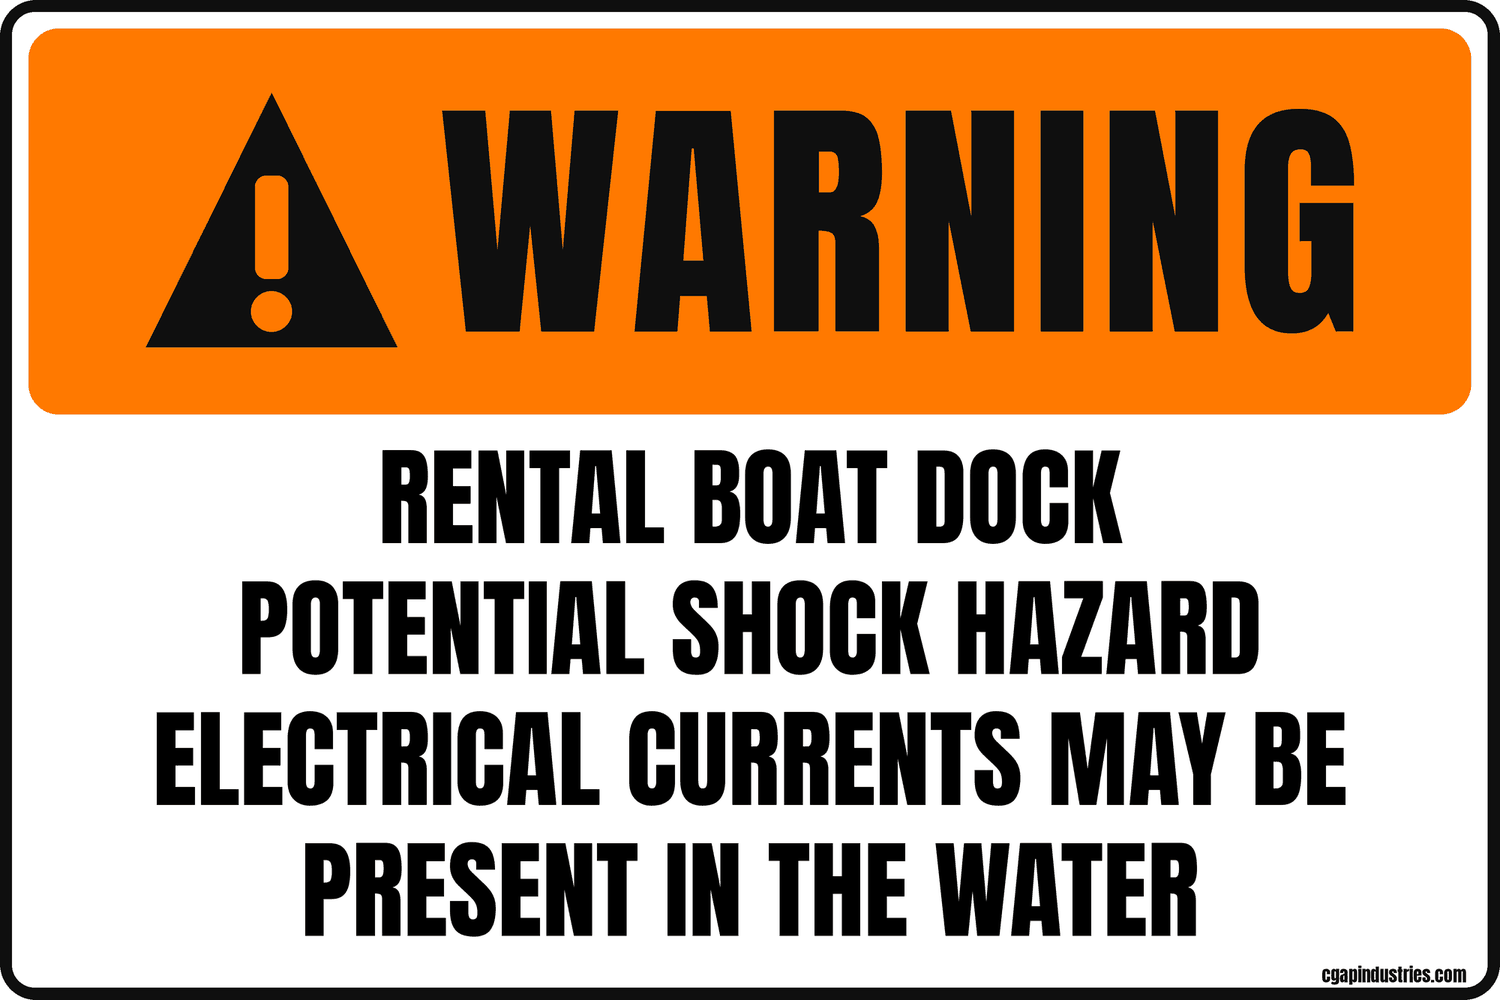 WARNING
RENTAL BOAT DOCK
POTENTIAL SHOCK HAZARD
ELECTRICAL CURRENTS MAY BE
PRESENT IN THE WATER
cgapindustries.com